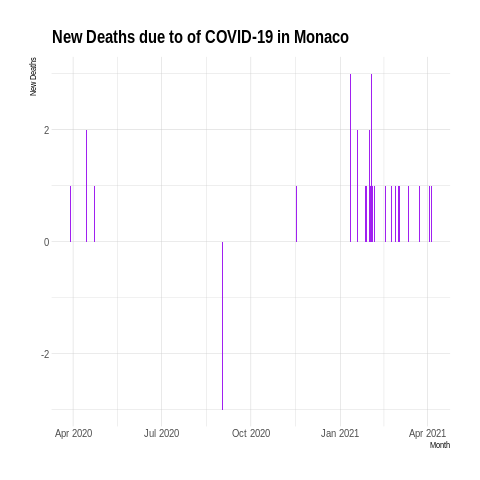 New Deaths due to of COVID-19 in Monaco
New Deaths
2
0
-2
Apr 2020 Jul 2020 Oct 2020 Jan 2021 Apr 2021
Month